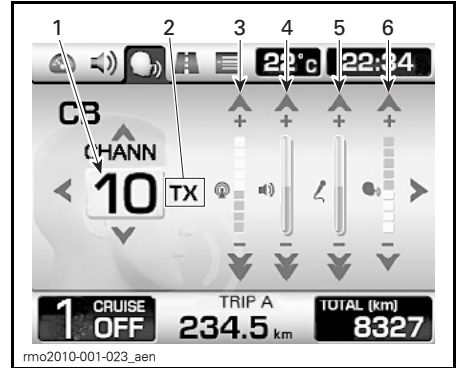 1 2 3 4 5 6
22°c 22:34
CB
CHANN
10 TX
+ + + +
− − − −
1 CRUISE OFF
TRIP A
234.5 km
TOTAL (km)
8327
rmo2010-001-023_aen